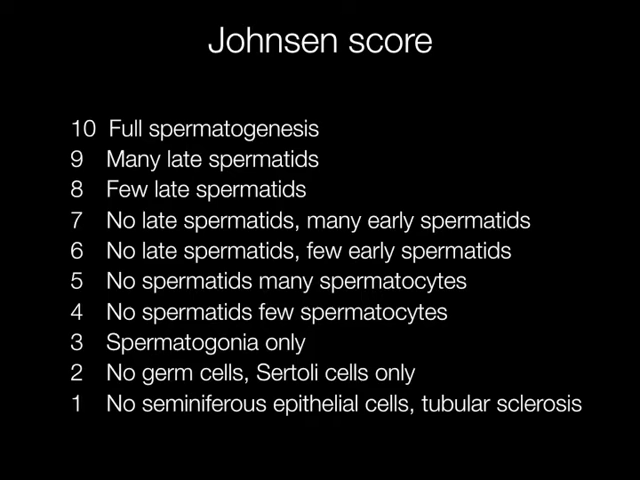 Johnsen score
10 Full spermatogenesis
9 Many late spermatids
8 Few late spermatids
7 No late spermatids, many early spermatids
6 No late spermatids, few early spermatids
5 No spermatids many spermatocytes
4 No spermatids few spermatocytes
3 Spermatogonia only
2 No germ cells, Sertoli cells only
1 No seminiferous epithelial cells, tubular sclerosis